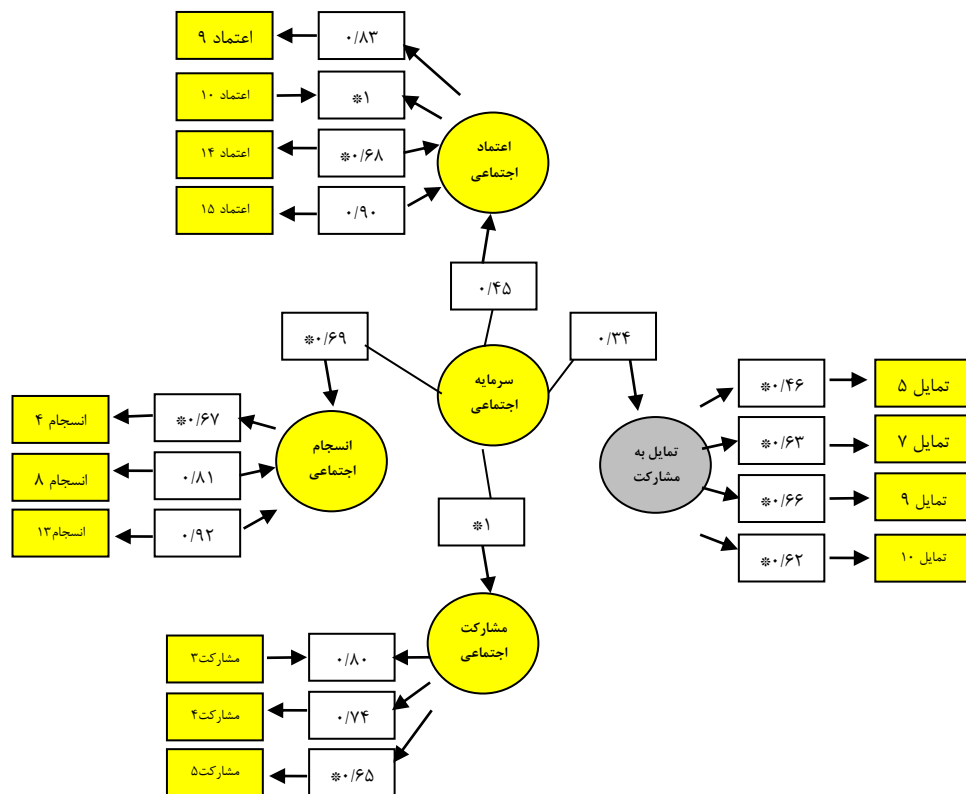 اعتماد ۹
۰/۸۳
اعتماد ۱۰
*۱
اعتماد ۱۴
*۰/۶۸
اعتماد ۱۵
۰/۹۰
اعتماد
اجتماعی
۰/۴۵
*۰/۶۹
۰/۳۴
سرمایه
اجتماعی
انسجام ۴
*۰/۶۷
انسجام ۸
۰/۸۱
انسجام۱۳
۰/۹۲
انسجام
اجتماعی
تمایل به
مشارکت
*۰/۴۶
تمایل ۵
*۰/۶۳
تمایل ۷
*۰/۶۶
تمایل ۹
*۰/۶۲
تمایل ۱۰
*۱
مشارکت
اجتماعی
مشارکت۳
۰/۸۰
مشارکت۴
۰/۷۴
مشارکت۵
*۰/۶۵